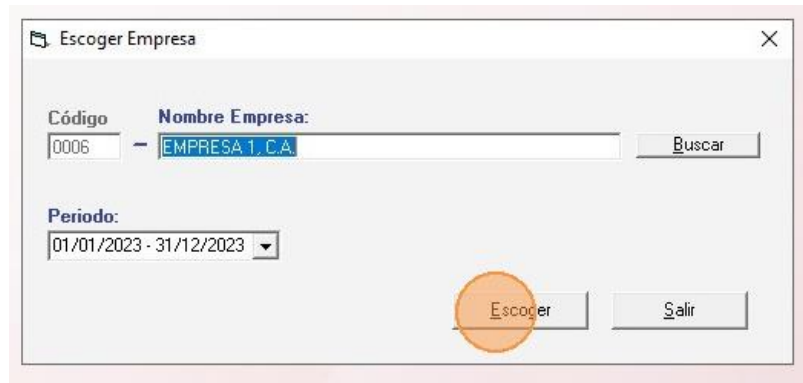 Escoger Empresa
Código Nombre Empresa:
0006 - EMPRESA 1, C.A. Buscar
Periodo:
01/01/2023 - 31/12/2023
Escoger Salir